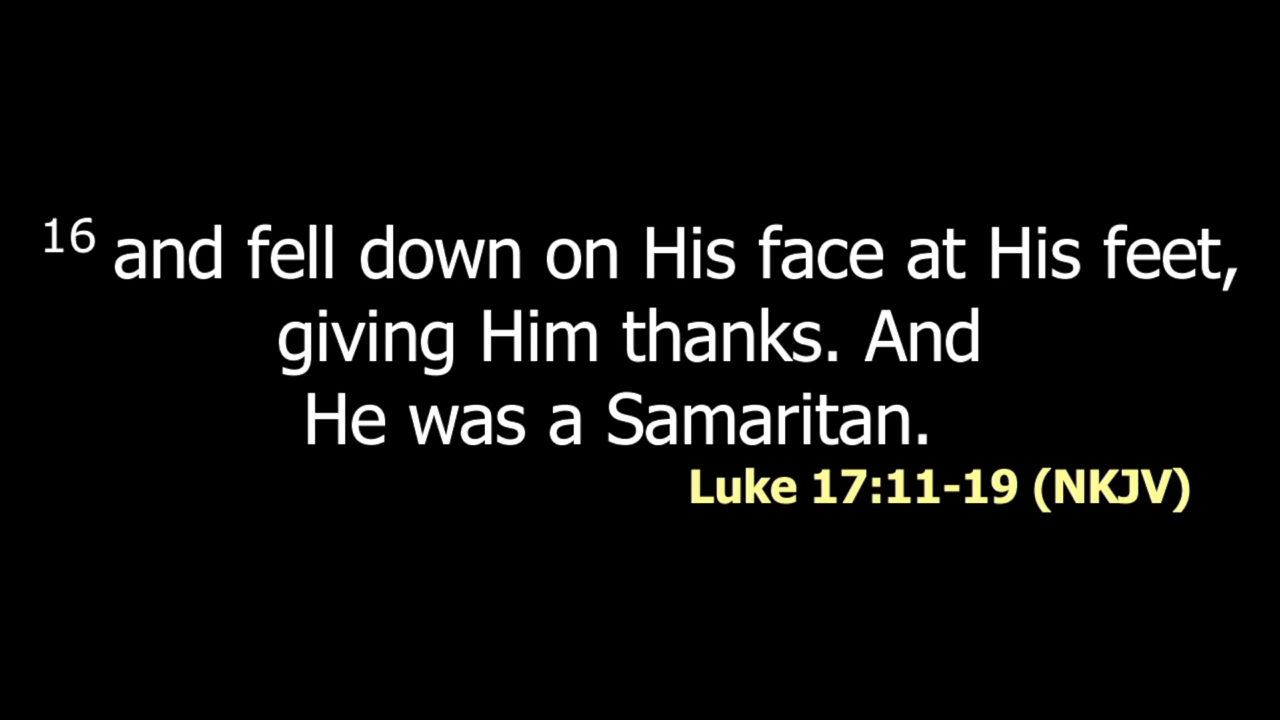 16 and fell down on His face at His feet,
giving Him thanks. And
He was a Samaritan.
Luke 17:11-19 (NKJV)